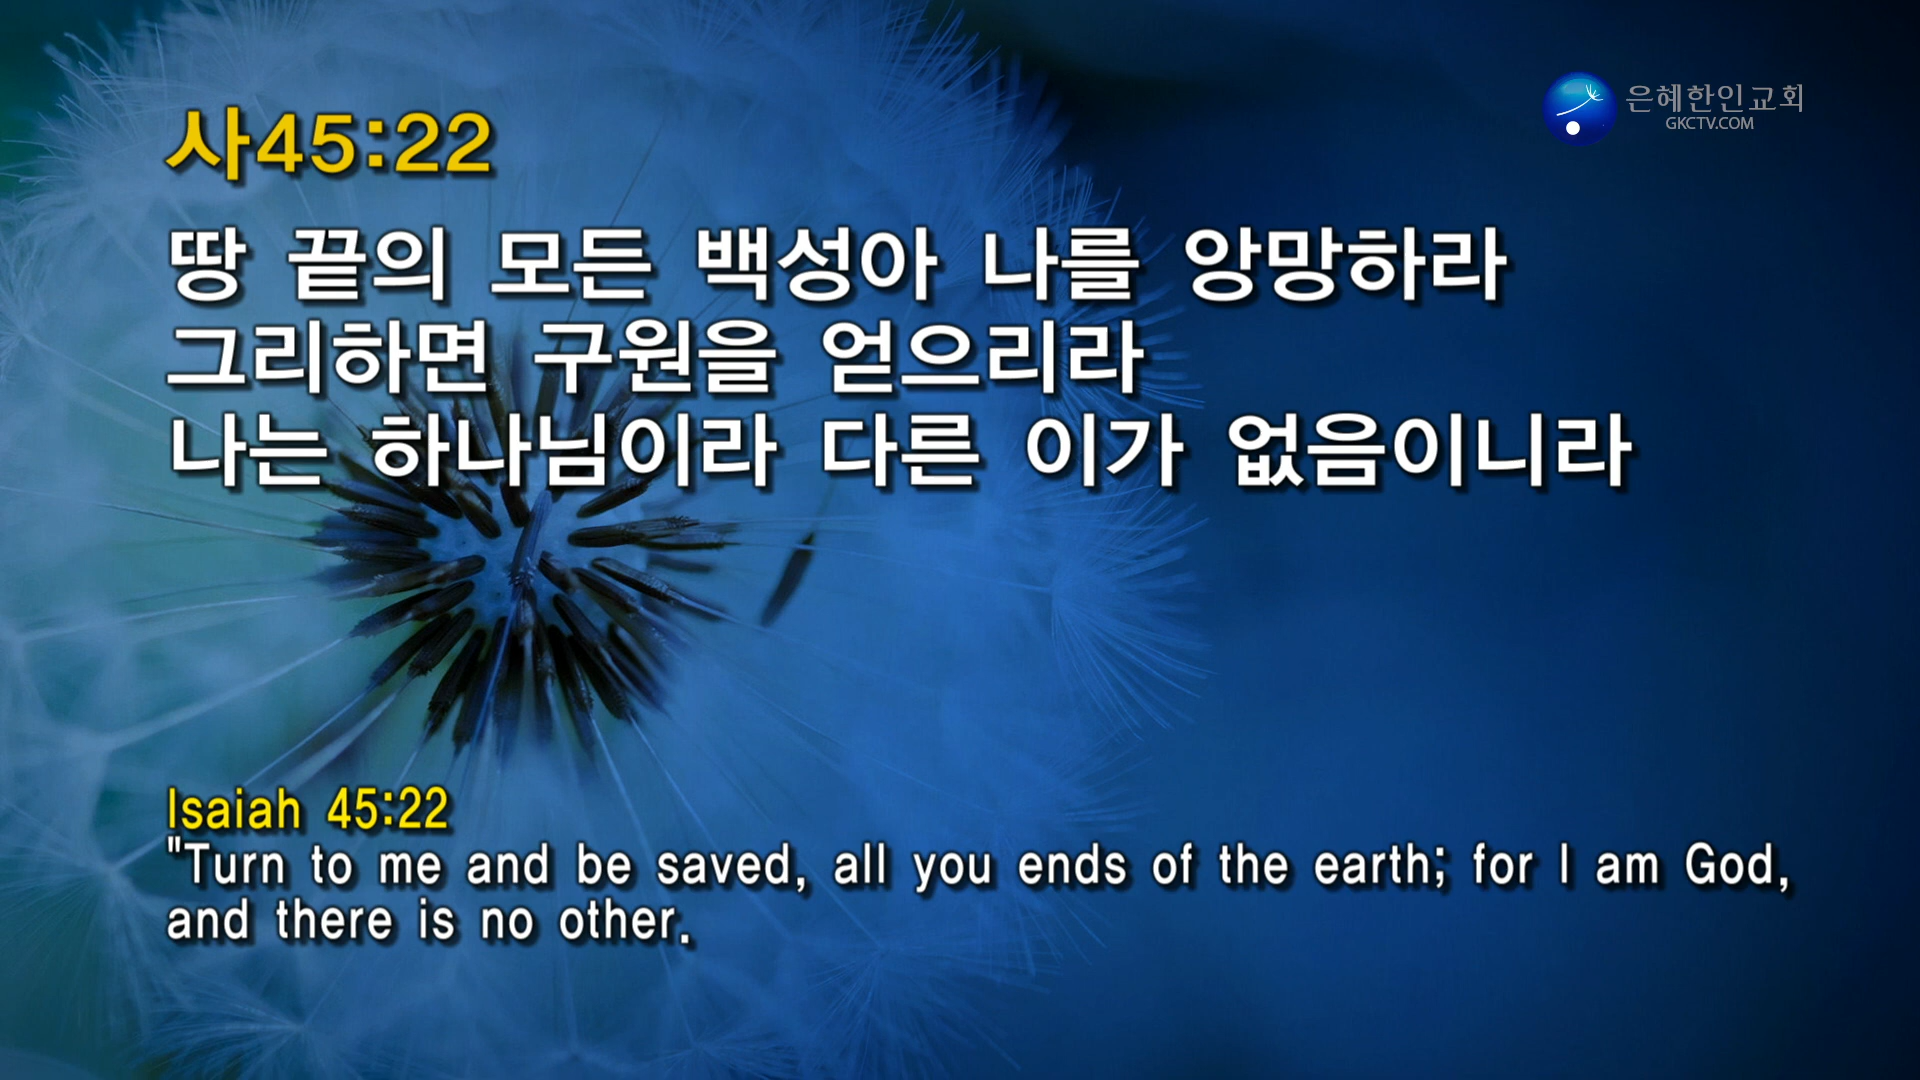 은혜한인교회
GKCTV.COM
사45:22
땅 끝의 모든 백성아 나를 앙망하라
그리하면 구원을 얻으리라
나는 하나님이라 다른 이가 없음이니라
Isaiah 45:22
"Turn to me and be saved, all you ends of the earth; for I am God,
and there is no other.